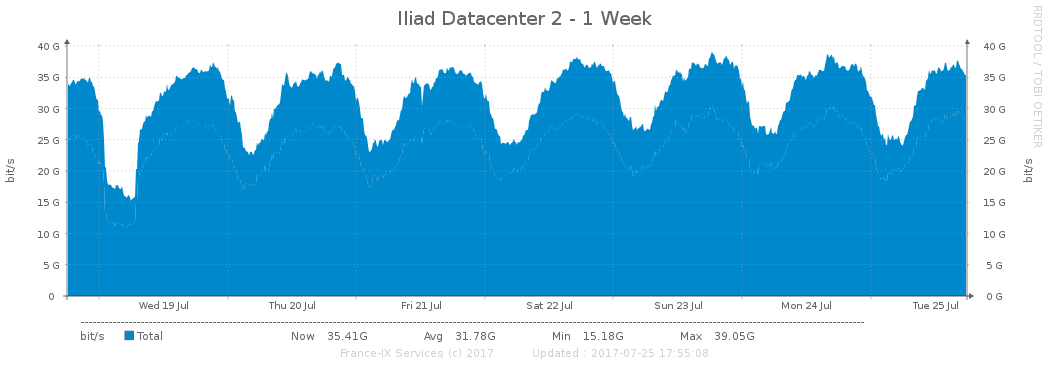 Iliad Datacenter 2 - 1 Week
RRDTOOL / TOBI OETIKER
40 G 40 G
35 G 35 G
30 G 30 G
25 G 25 G
20 G 20 G
15 G 15 G
10 G 10 G
5 G 5 G
0 0 G
bit/s bit/s
Wed 19 Jul Thu 20 Jul Fri 21 Jul Sat 22 Jul Sun 23 Jul Mon 24 Jul Tue 25 Jul
bit/s Total Now 35.41G Avg 31.78G Min 15.18G Max 39.05G
France-IX Services (c) 2017 Updated : 2017-07-25 17:55:08